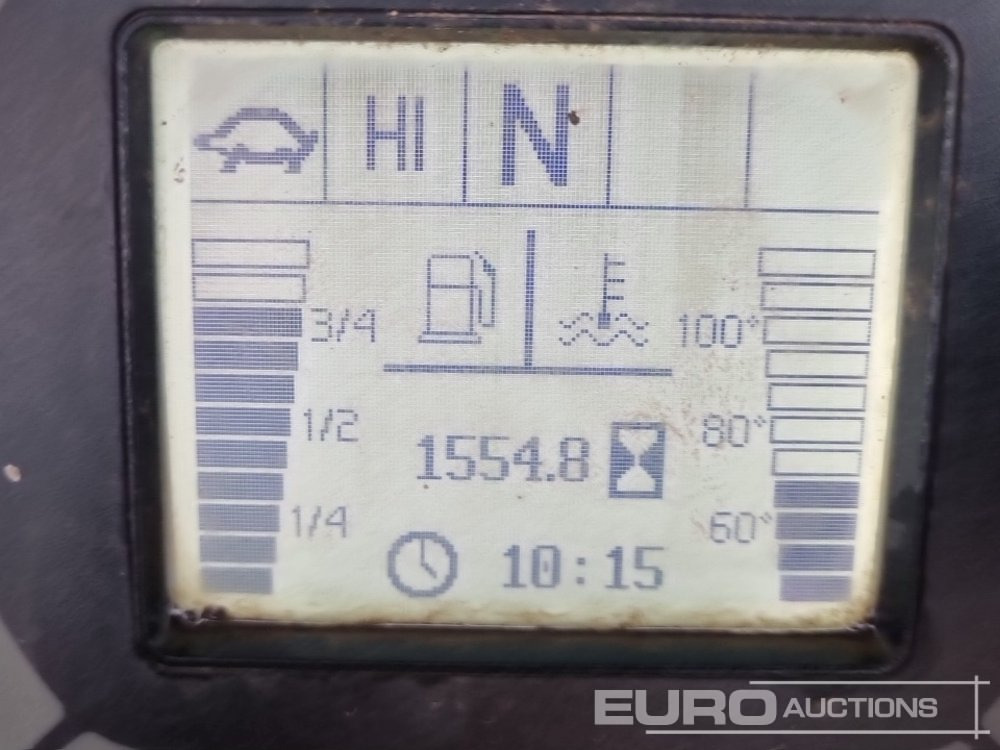 HI N
3/4 100°
1/2 80°
1554.8
1/4 60°
10:15
EURO AUCTIONS